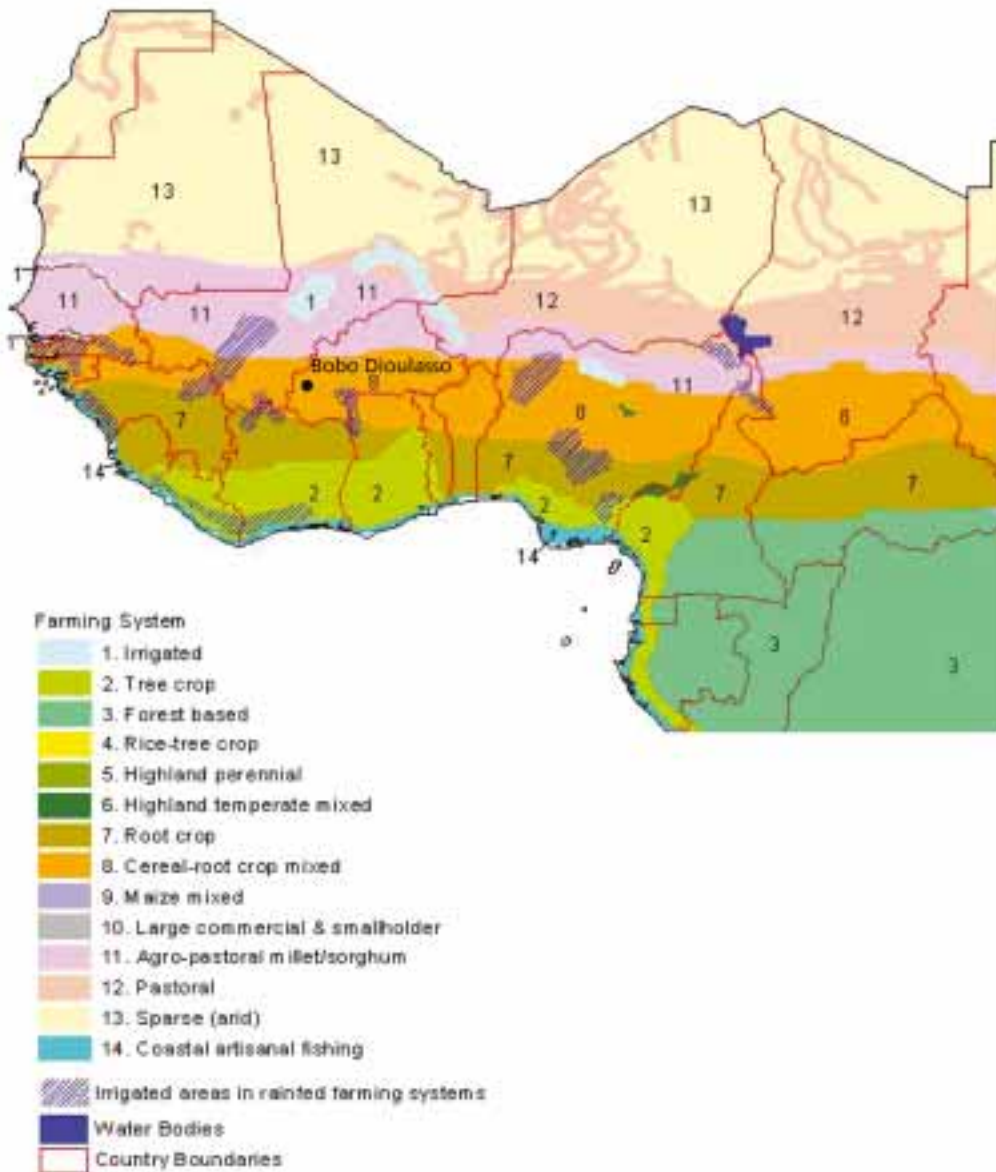 13
13
13
1
11
11
1
11
12
12
1
Bobo Dioulasso
8
11
8
8
7
7
7
7
14
2
2
2
2
14
3
3
Farming System
1. Irrigated
2. Tree crop
3. Forest based
4. Rice-tree crop
5. Highland perennial
6. Highland temperate mixed
7. Root crop
8. Cereal-root crop mixed
9. Maize mixed
10. Large commercial & smallholder
11. Agro-pastoral millet/sorghum
12. Pastoral
13. Sparse (arid)
14. Coastal artisanal fishing
Irrigated areas in rainfed farming systems
Water Bodies
Country Boundaries